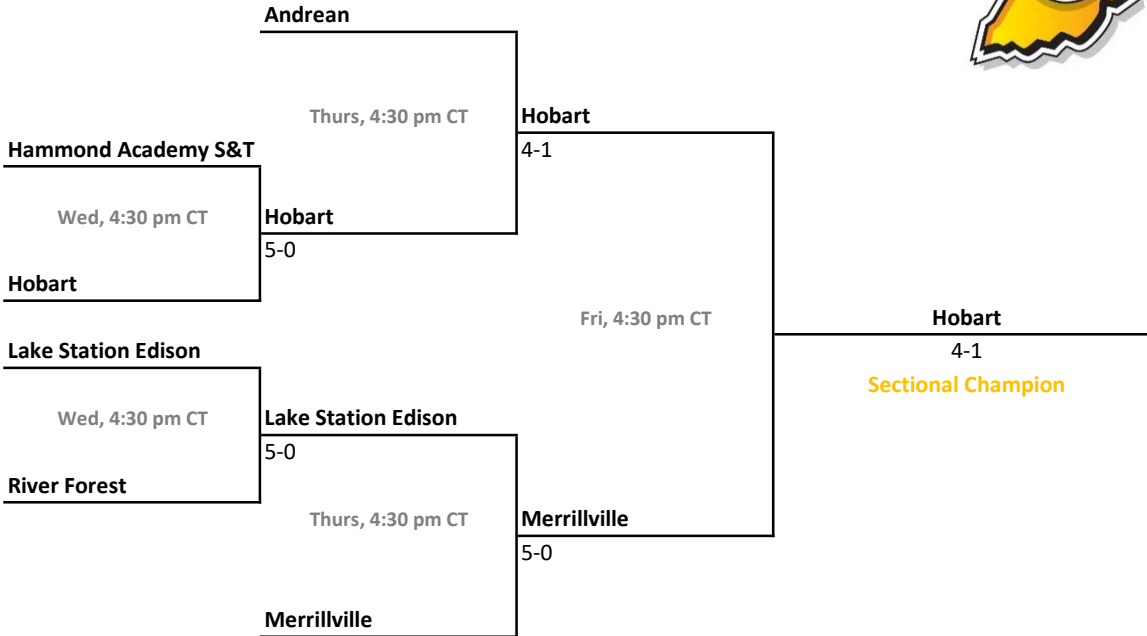 Andrean
Thurs, 4:30 pm CT
Hobart
Hammond Academy S&T
4-1
Wed, 4:30 pm CT
Hobart
5-0
Hobart
Fri, 4:30 pm CT
Hobart
Lake Station Edison
4-1
Sectional Champion
Wed, 4:30 pm CT
Lake Station Edison
5-0
River Forest
Thurs, 4:30 pm CT
Merrillville
5-0
Merrillville